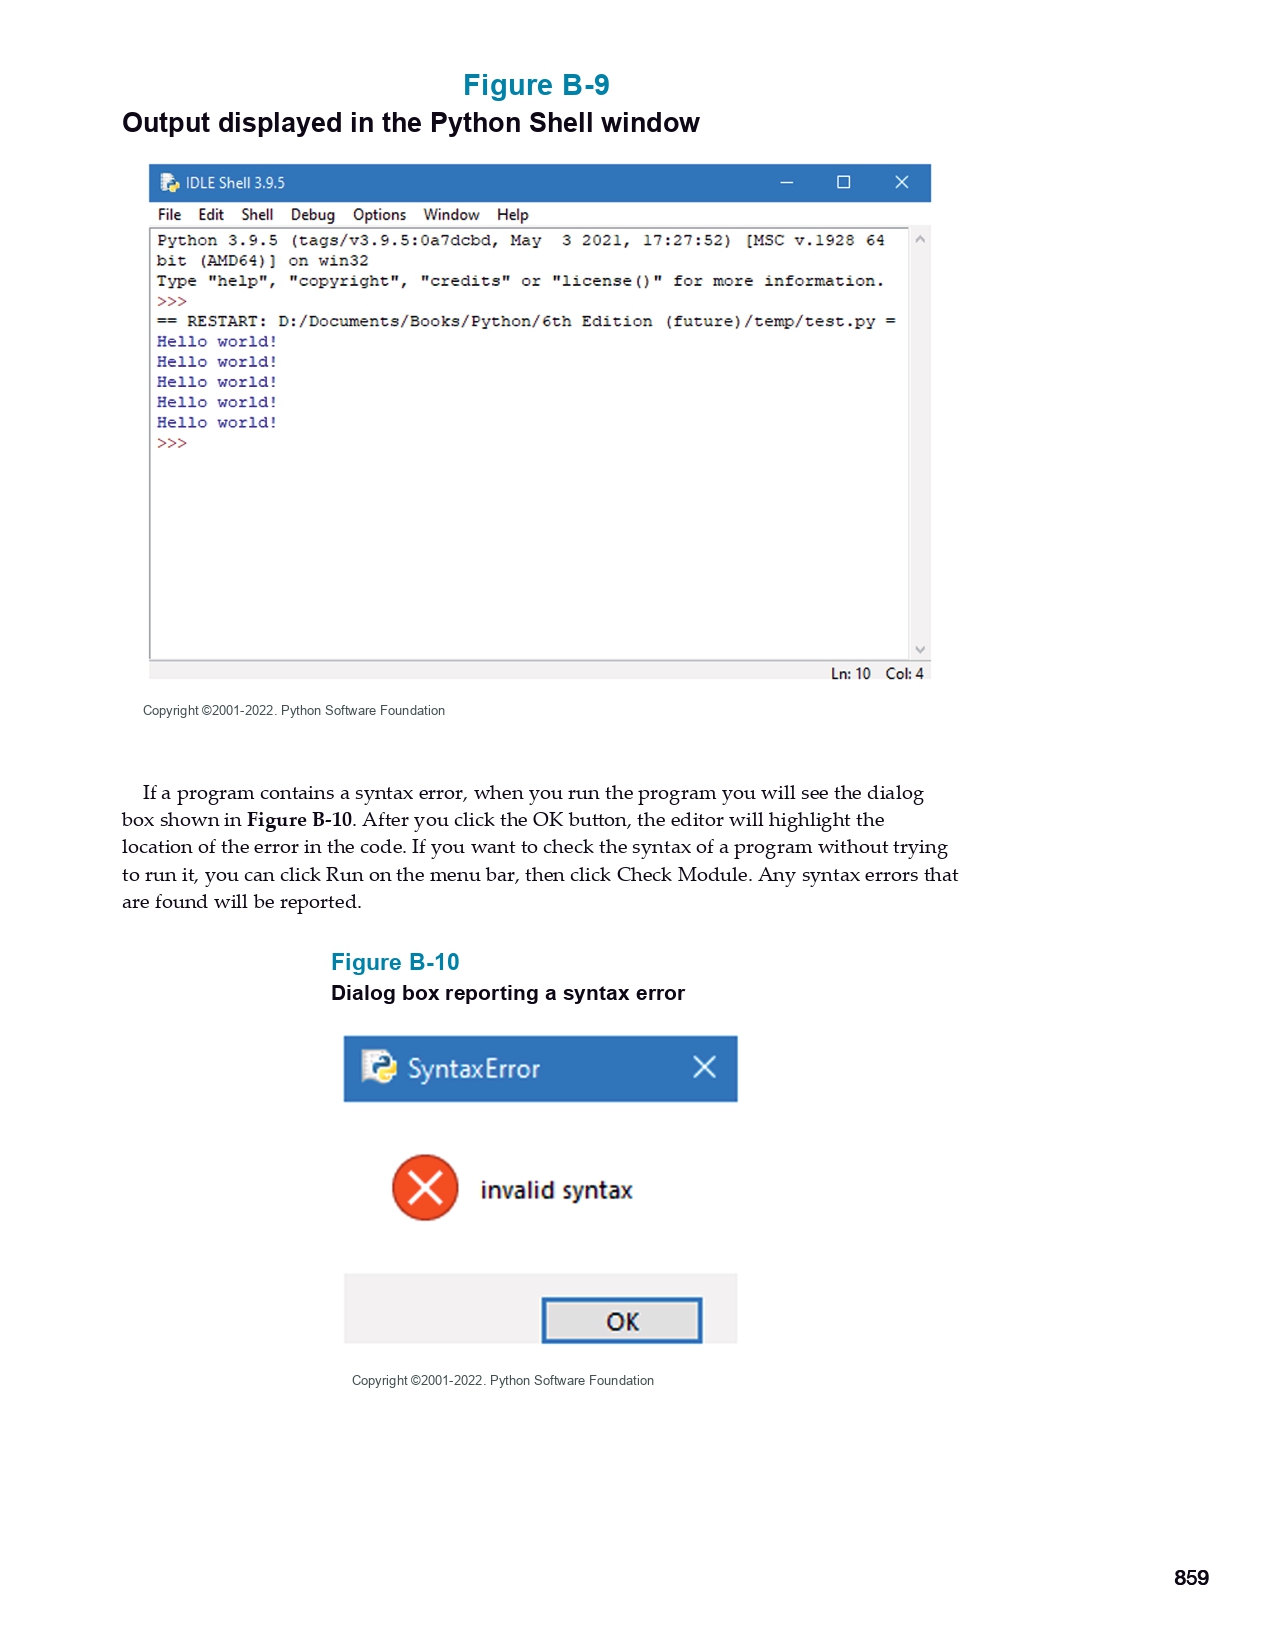 Figure B-9
Output displayed in the Python Shell window
IDLE Shell 3.9.5
File Edit Shell Debug Options Window Help
Python 3.9.5 (tags/v3.9.5:0a7dcbd, May  3 2021, 17:27:52) [MSC v.1928 64
bit (AMD64)] on win32
Type "help", "copyright", "credits" or "license()" for more information.
>>>
== RESTART: D:/Documents/Books/Python/6th Edition (future)/temp/test.py =
Hello world!
Hello world!
Hello world!
Hello world!
Hello world!
>>>
Ln: 10 Col: 4
Copyright ©2001-2022. Python Software Foundation
If a program contains a syntax error, when you run the program you will see the dialog
box shown in Figure B-10. After you click the OK button, the editor will highlight the
location of the error in the code. If you want to check the syntax of a program without trying
to run it, you can click Run on the menu bar, then click Check Module. Any syntax errors that
are found will be reported.
Figure B-10
Dialog box reporting a syntax error
SyntaxError
invalid syntax
OK
Copyright ©2001-2022. Python Software Foundation
859